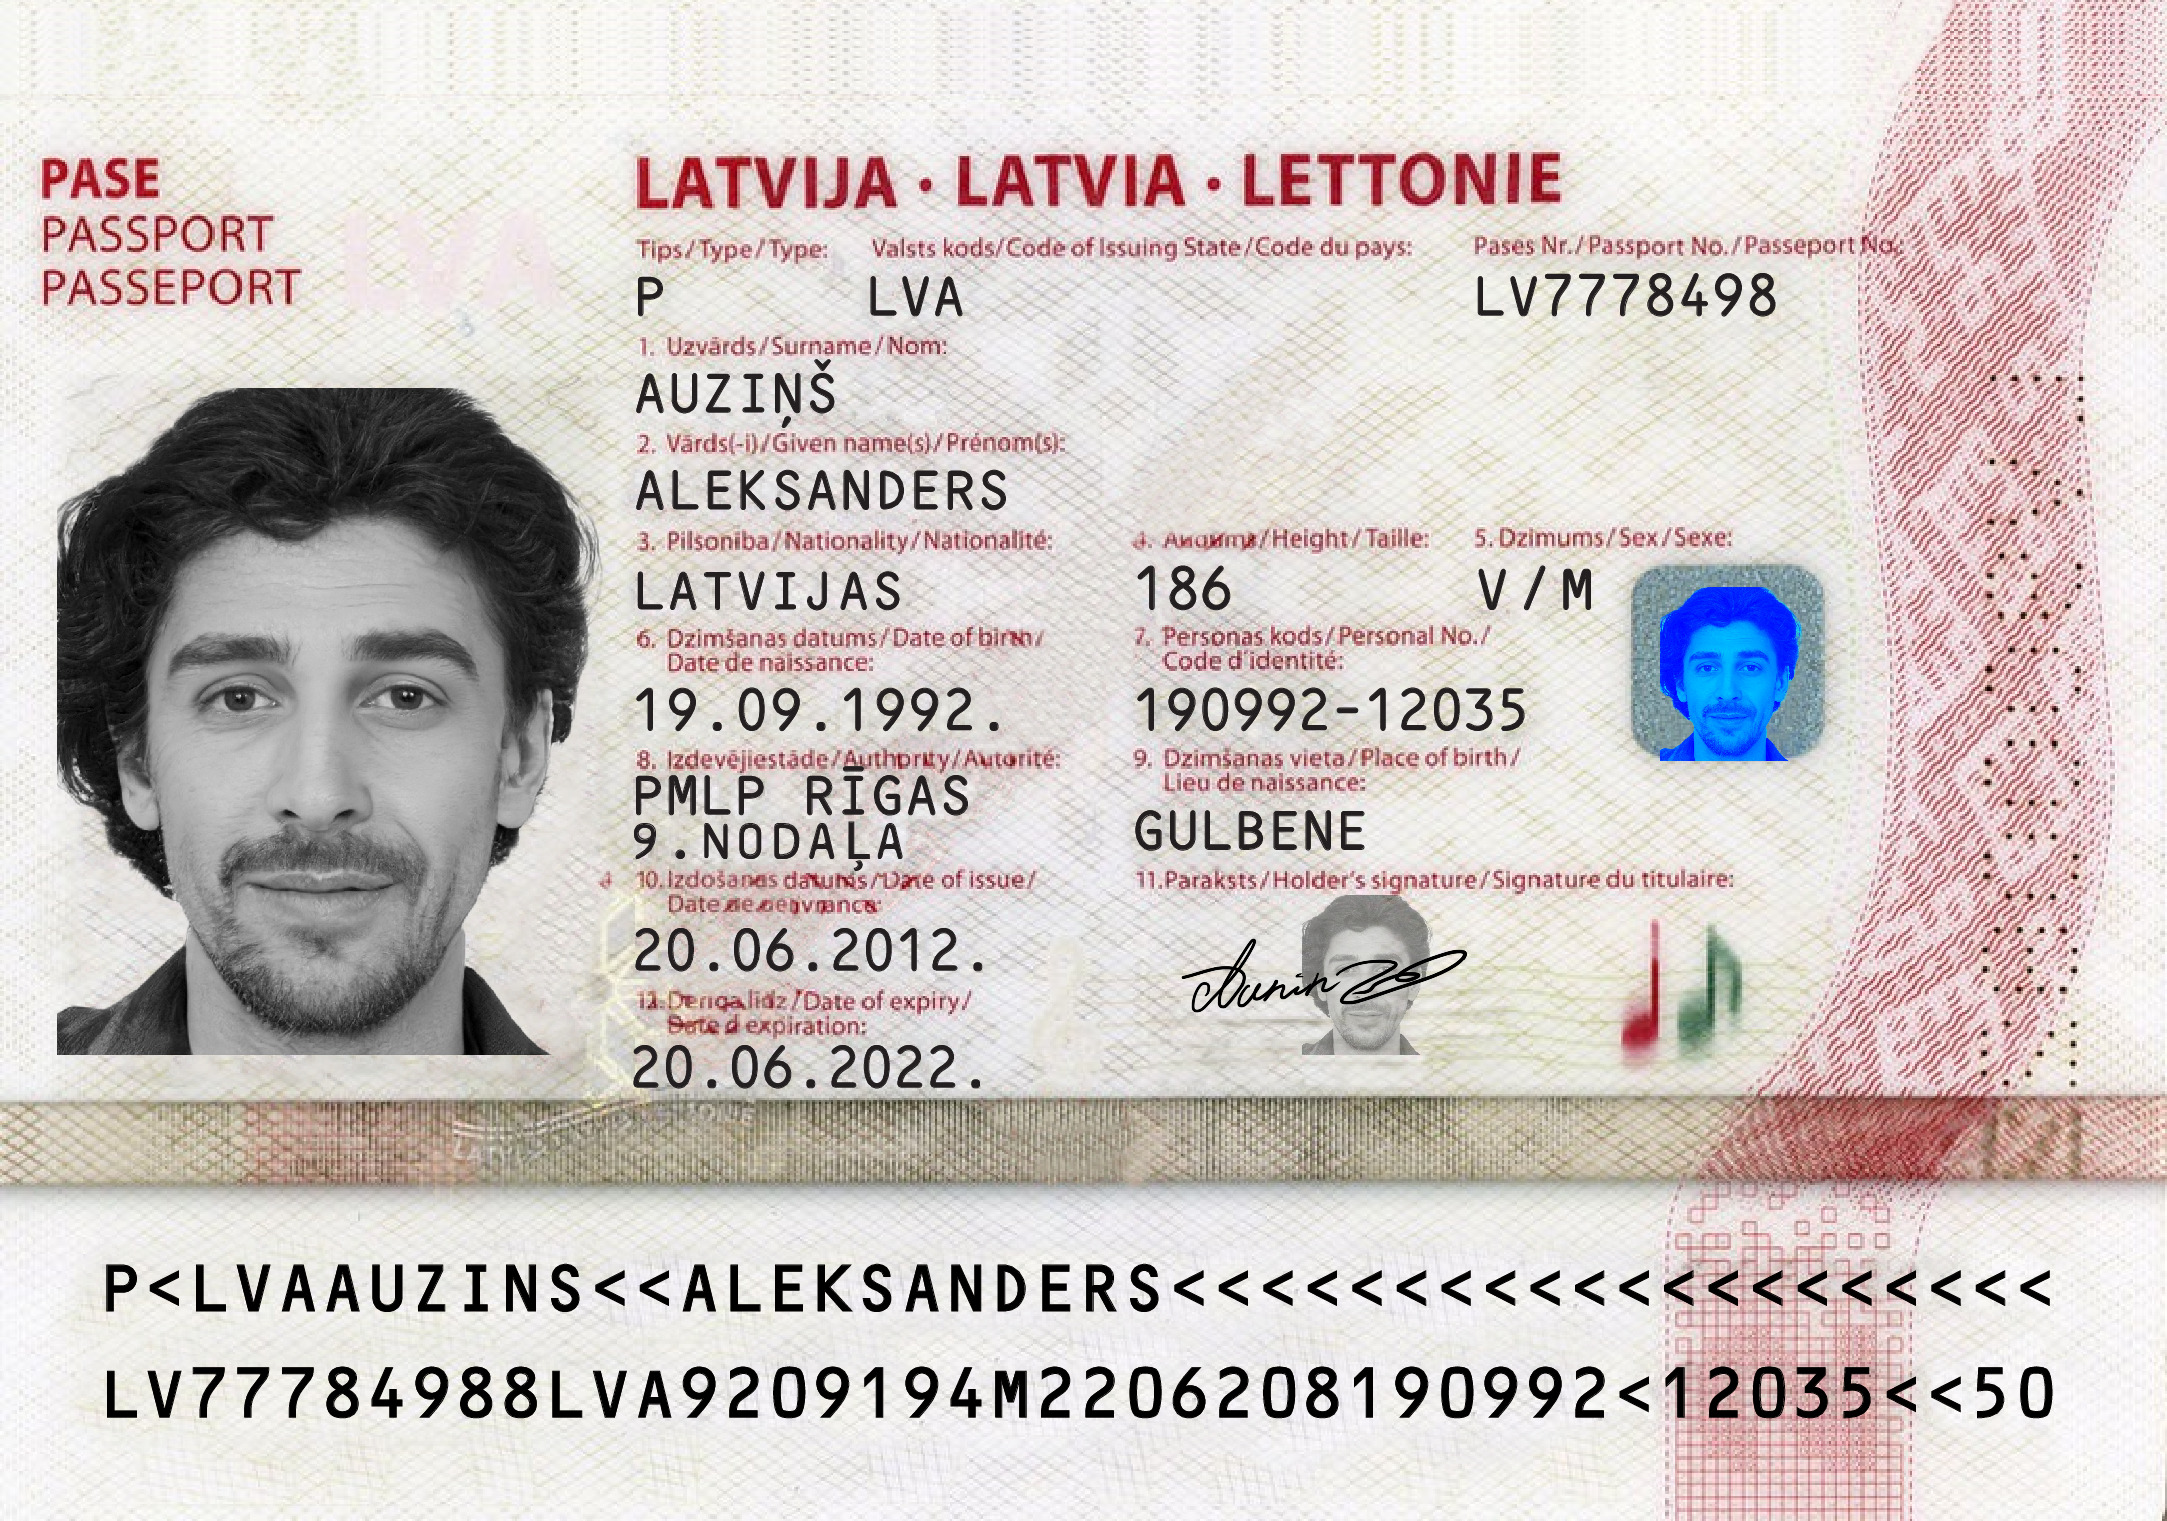 PASE
PASSPORT
PASSEPORT
LVA
LATVIJA · LATVIA · LETTONIE
Tips/Type/Type: Valsts kods/Code of Issuing State/Code du pays: Pases Nr./Passport No./Passeport No.:
P LVA LV7778498
1. Uzvārds/Surname/Nom:
AUZIŅŠ
2. Vārds(-i)/Given name(s)/Prénom(s):
ALEKSANDERS
3. Pilsonība/Nationality/Nationalité: 4. Augums/Height/Taille: 5. Dzimums/Sex/Sexe:
LATVIJAS 186 V/M
6. Dzimšanas datums/Date of birth/ 7. Personas kods/Personal No./
Date de naissance: Code d'identité:
19.09.1992. 190992-12035
8. Izdevējiestāde/Authority/Autorité: 9. Dzimšanas vieta/Place of birth/
Lieu de naissance:
PMLP RĪGAS
9.NODAĻA GULBENE
10. Izdošanas datums/Date of issue/ 11. Paraksts/Holder's signature/Signature du titulaire:
Date de
20.06.2012.
/Date of expiry/
Date d'expiration:
20.06.2022.
P<LVAAUZINS<<ALEKSANDERS<<<<<<<<<<<<<<<<<<<<
LV77784988LVA9209194M2206208190992<12035<<50